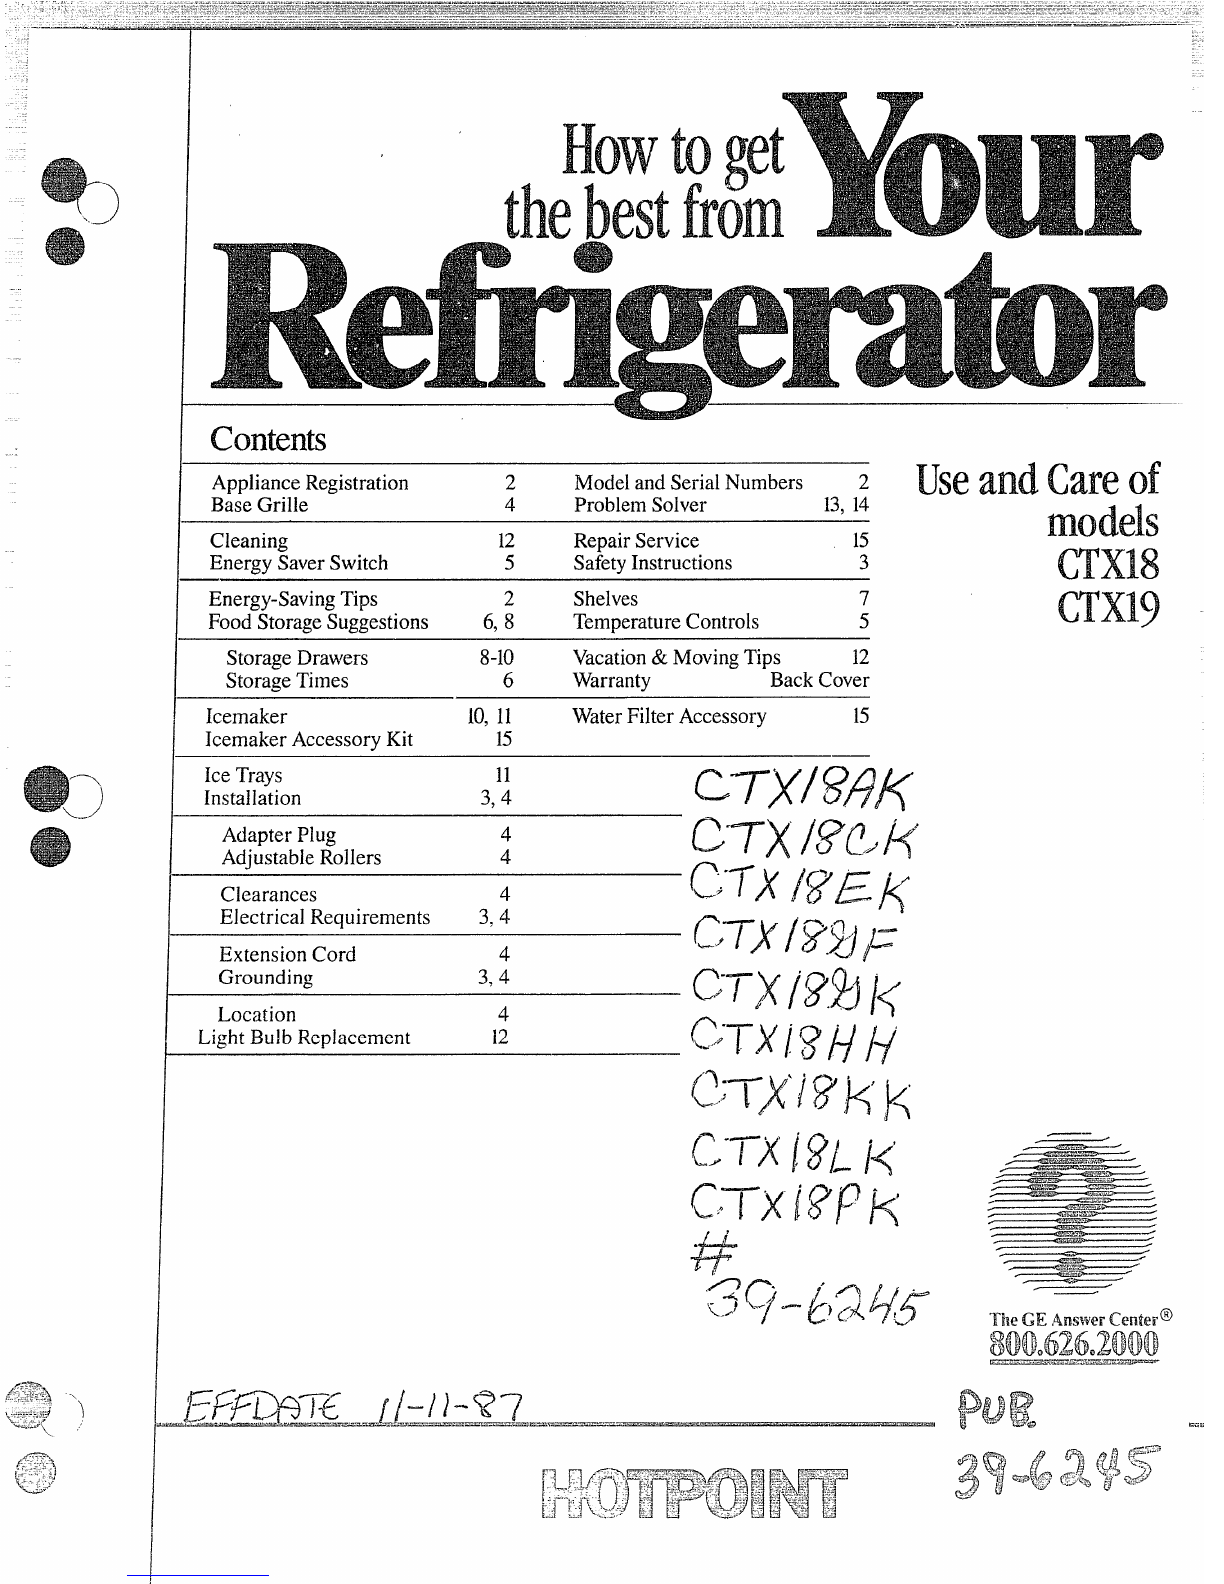 How to get
the best from
Your
Refrigerator
Contents
Appliance Registration 2
Base Grille 4
Cleaning 12
Energy Saver Switch 5
Energy-Saving Tips 2
Food Storage Suggestions 6, 8
Storage Drawers 8-10
Storage Times 6
Icemaker 10, 11
Icemaker Accessory Kit 15
Ice Trays 11
Installation 3, 4
Adapter Plug 4
Adjustable Rollers 4
Clearances 4
Electrical Requirements 3, 4
Extension Cord 4
Grounding 3, 4
Location 4
Light Bulb Replacement 12
Model and Serial Numbers 2
Problem Solver 13, 14
Repair Service 15
Safety Instructions 3
Shelves 7
Temperature Controls 5
Vacation & Moving Tips 12
Warranty Back Cover
Water Filter Accessory 15
Use and Care of
models
CTX18
CTX19
CTX18AK
CTX18CK
CTX18EK
CTX18GF
CTX18GK
CTX18HH
CTX18KK
CTX18LK
CTX18PK
#
39-6245
The GE Answer Center®
800.626.2000
EFFDATE 11-11-87
PUB.
39-6245
HOTPOINT